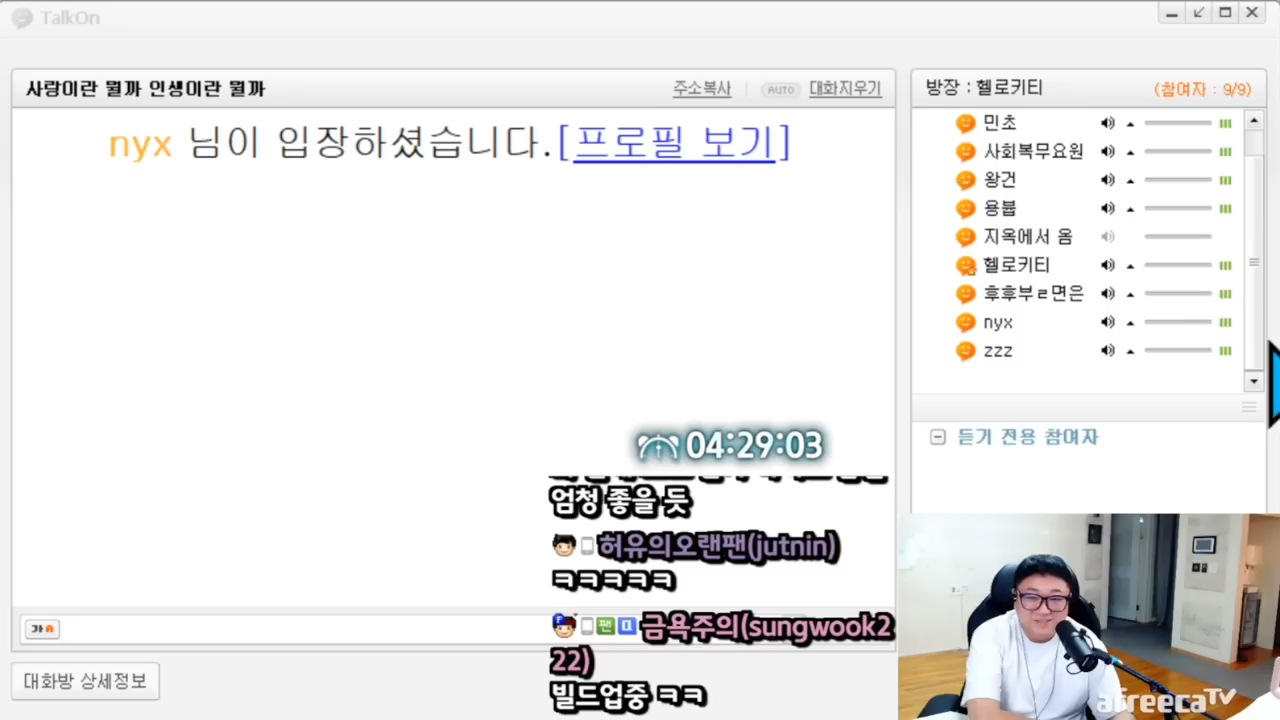 TalkOn
사랑이란 뭘까 인생이란 뭘까
주소복사
AUTO
대화지우기
nyx 님이 입장하셨습니다.[프로필 보기]
방장 : 헬로키티
(참여자 : 9/9)
민초
사회복무요원
왕건
용붑
지옥에서 옴
헬로키티
후후부ㄹ면은
nyx
zzz
듣기 전용 참여자
04:29:03
엄청 좋을 듯
허유의오랜팬(jutnin)
ㅋㅋㅋㅋㅋ
팬
금욕주의(sungwook2
22)
빌드업중 ㅋㅋ
가
대화방 상세정보
afreecaTV